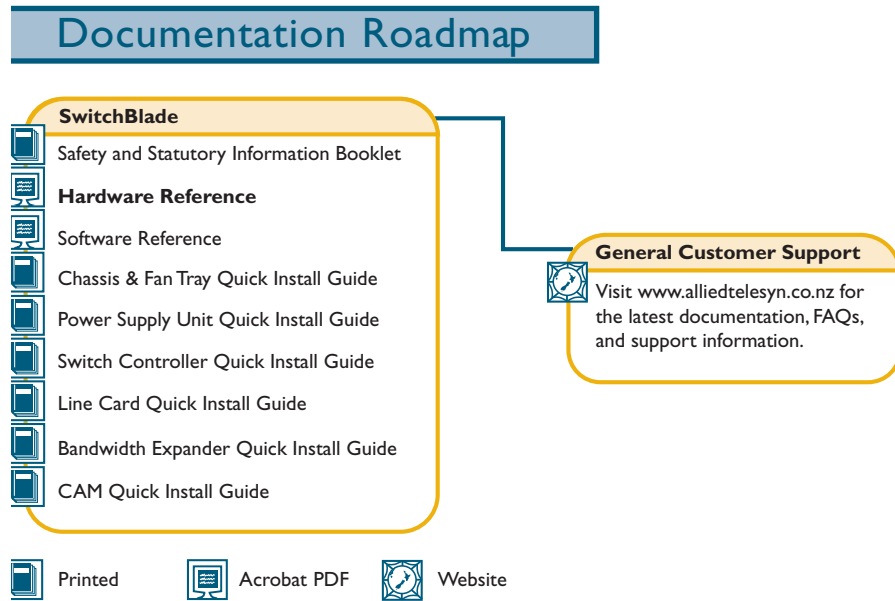 Documentation Roadmap
SwitchBlade
Safety and Statutory Information Booklet
Hardware Reference
Software Reference
Chassis & Fan Tray Quick Install Guide
Power Supply Unit Quick Install Guide
Switch Controller Quick Install Guide
Line Card Quick Install Guide
Bandwidth Expander Quick Install Guide
CAM Quick Install Guide
General Customer Support
Visit www.alliedtelesyn.co.nz for
the latest documentation, FAQs,
and support information.
Printed
Acrobat PDF
Website